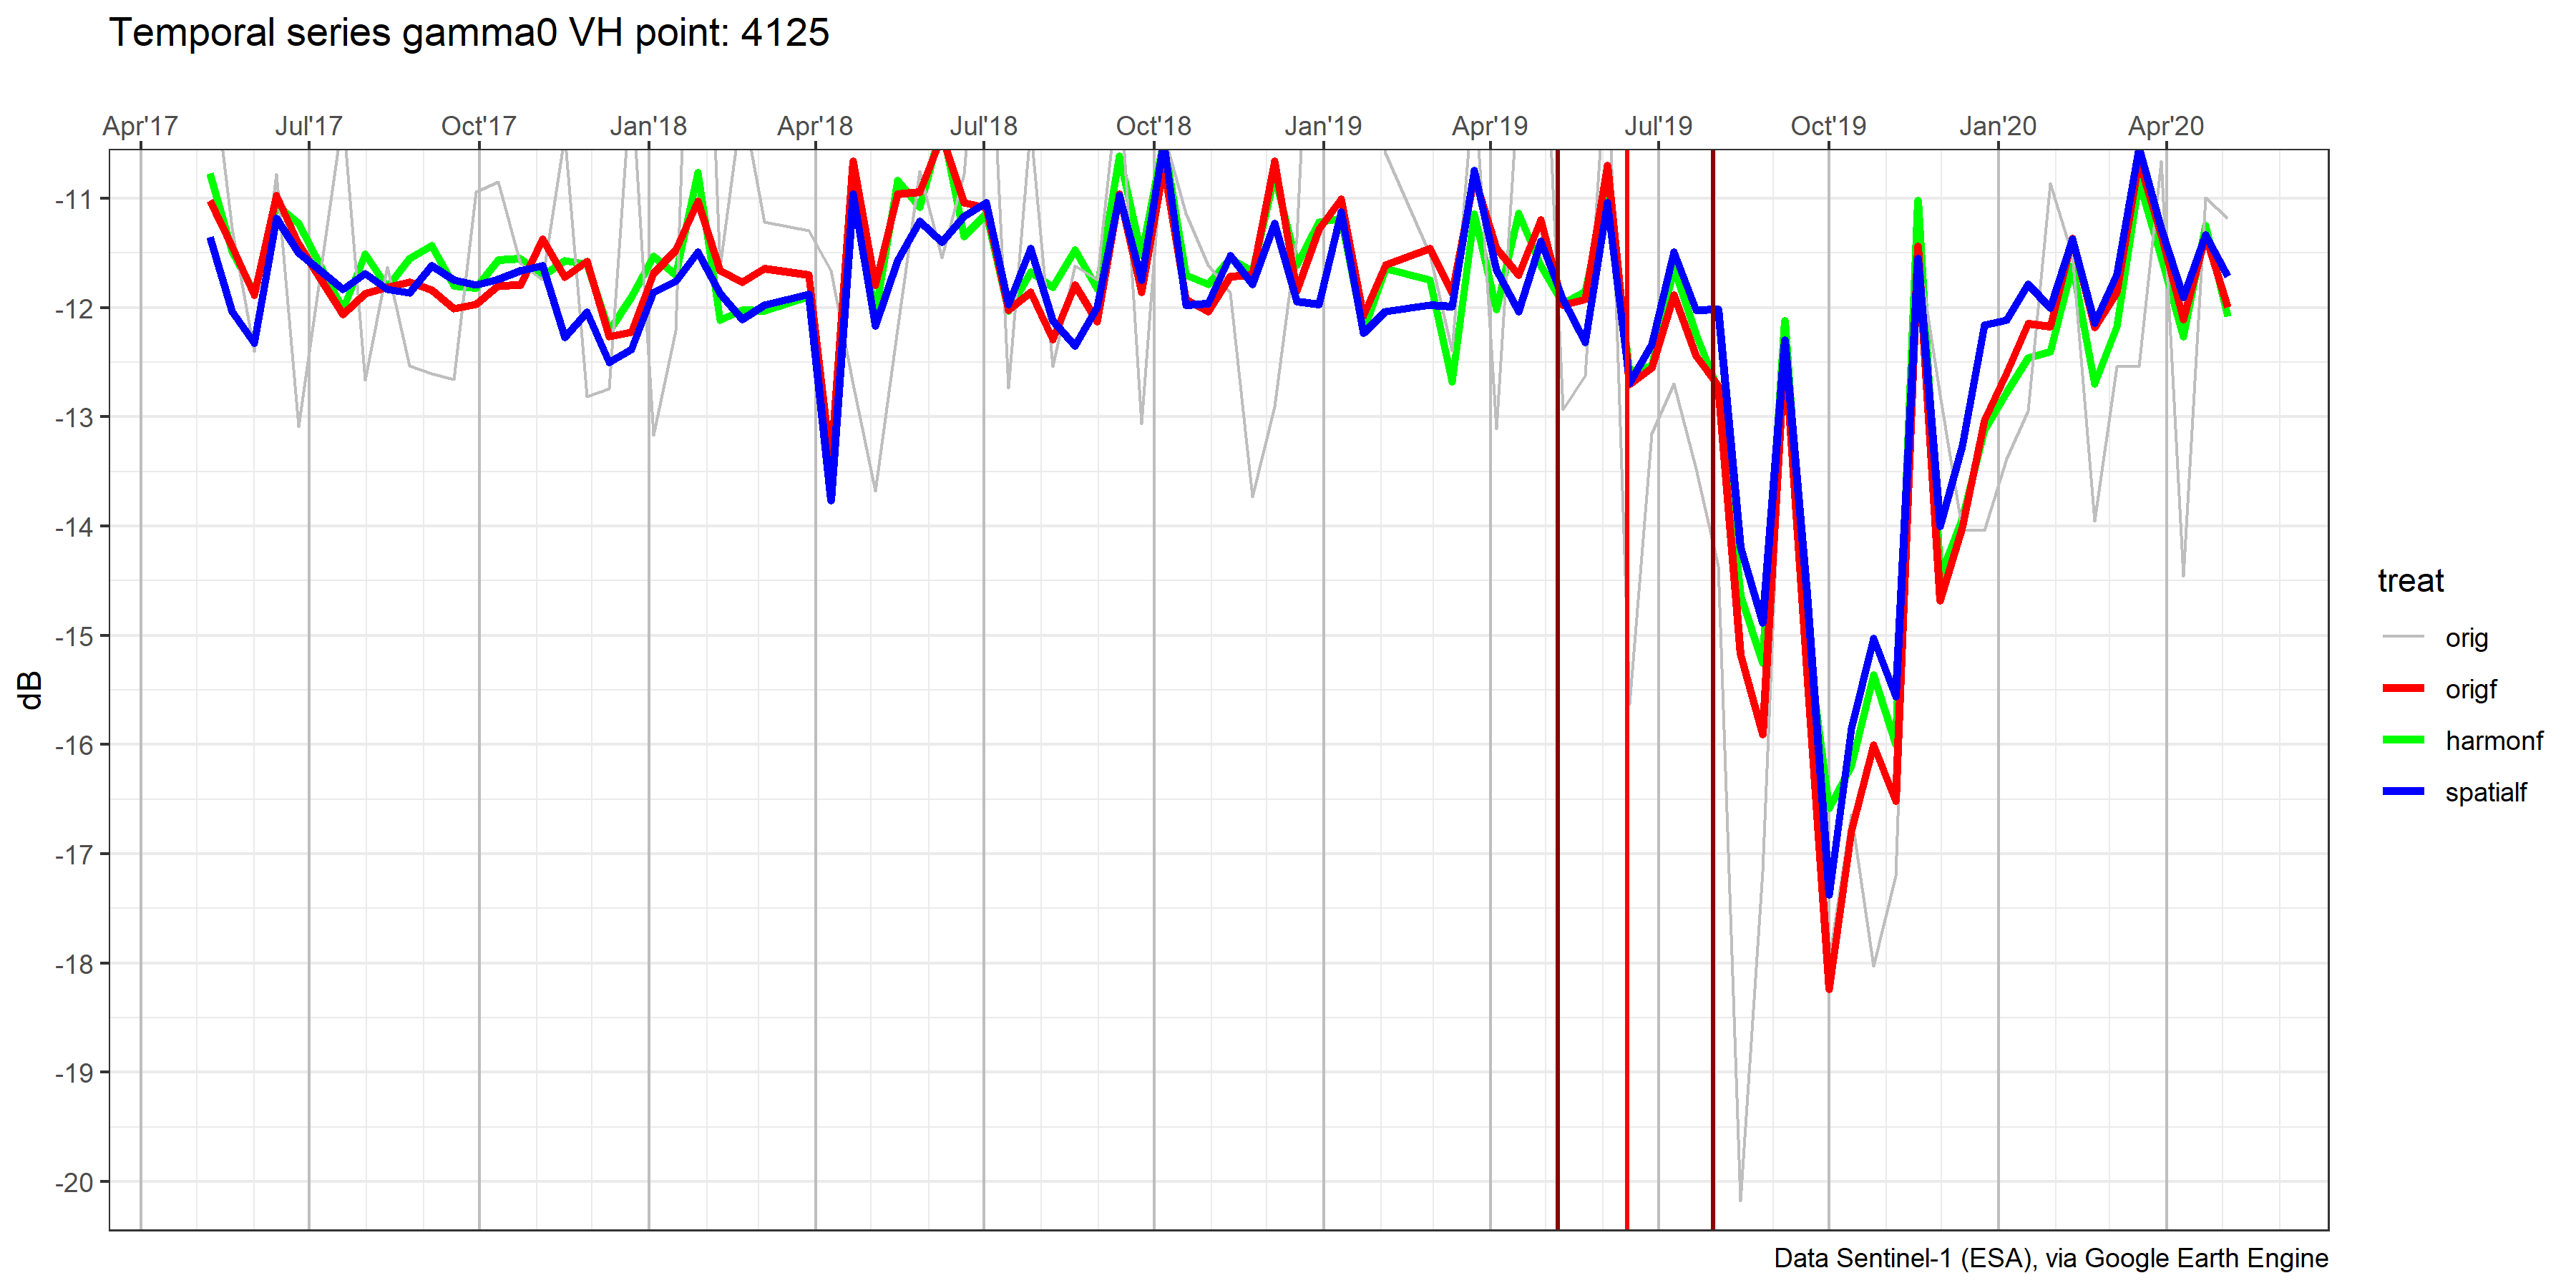 Temporal series gamma0 VH point: 4125
Apr'17 Jul'17 Oct'17 Jan'18 Apr'18 Jul'18 Oct'18 Jan'19 Apr'19 Jul'19 Oct'19 Jan'20 Apr'20
-11
-12
-13
-14
-15
-16
-17
-18
-19
-20
dB
treat
orig
origf
harmonf
spatialf
Data Sentinel-1 (ESA), via Google Earth Engine